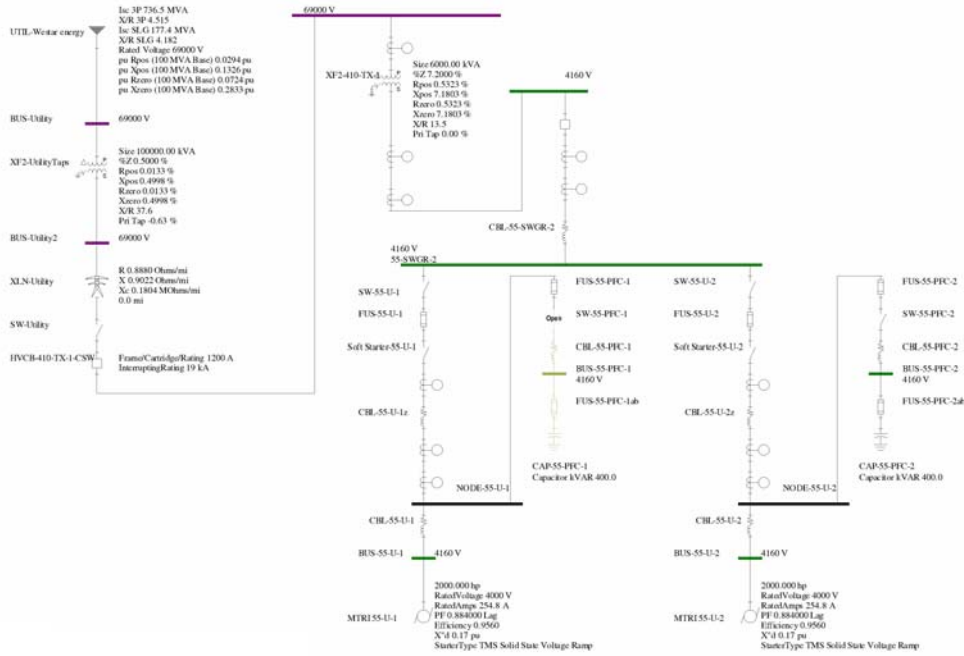 Isc 3P 736.5 MVA
X/R 3P 4.515
Isc SLG 177.4 MVA
X/R SLG 4.182
Rated Voltage 69000 V
pu Rpos (100 MVA Base) 0.0294 pu
pu Xpos (100 MVA Base) 0.1326 pu
pu Rzero (100 MVA Base) 0.0724 pu
pu Xzero (100 MVA Base) 0.2833 pu
UTIL-Westar energy
BUS-Utility
69000 V
XF2-UtilityTaps
Size 100000.00 kVA
%Z 0.5000 %
Rpos 0.0133 %
Xpos 0.4998 %
Rzero 0.0133 %
Xzero 0.4998 %
X/R 37.6
Pri Tap -0.63 %
BUS-Utility2
69000 V
XLN-Utility
R 0.8880 Ohms/mi
X 0.9022 Ohms/mi
Xc 0.1804 MOhms/mi
0.0 mi
SW-Utility
HVCB-410-TX-1-CSW
Frame/Cartridge/Rating 1200 A
InterruptingRating 19 kA
69000 V
XF2-410-TX-1
Size 6000.00 kVA
%Z 7.2000 %
Rpos 0.5323 %
Xpos 7.1803 %
Rzero 0.5323 %
Xzero 7.1803 %
X/R 13.5
Pri Tap 0.00 %
4160 V
CBL-55-SWGR-2
4160 V
55-SWGR-2
SW-55-U-1
FUS-55-U-1
Soft Starter-55-U-1
CBL-55-U-1z
FUS-55-PFC-1
Open
SW-55-PFC-1
CBL-55-PFC-1
BUS-55-PFC-1
4160 V
FUS-55-PFC-1ab
CAP-55-PFC-1
Capacitor kVAR 400.0
NODE-55-U-1
CBL-55-U-1
BUS-55-U-1
4160 V
MTRI 55-U-1
2000.000 hp
RatedVoltage 4000 V
RatedAmps 254.8 A
PF 0.884000 Lag
Efficiency 0.9560
X"d 0.17 pu
StarterType TMS Solid State Voltage Ramp
SW-55-U-2
FUS-55-U-2
Soft Starter-55-U-2
CBL-55-U-2z
FUS-55-PFC-2
SW-55-PFC-2
CBL-55-PFC-2
BUS-55-PFC-2
4160 V
FUS-55-PFC-2ab
CAP-55-PFC-2
Capacitor kVAR 400.0
NODE-55-U-2
CBL-55-U-2
BUS-55-U-2
4160 V
MTRI 55-U-2
2000.000 hp
RatedVoltage 4000 V
RatedAmps 254.8 A
PF 0.884000 Lag
Efficiency 0.9560
X"d 0.17 pu
StarterType TMS Solid State Voltage Ramp